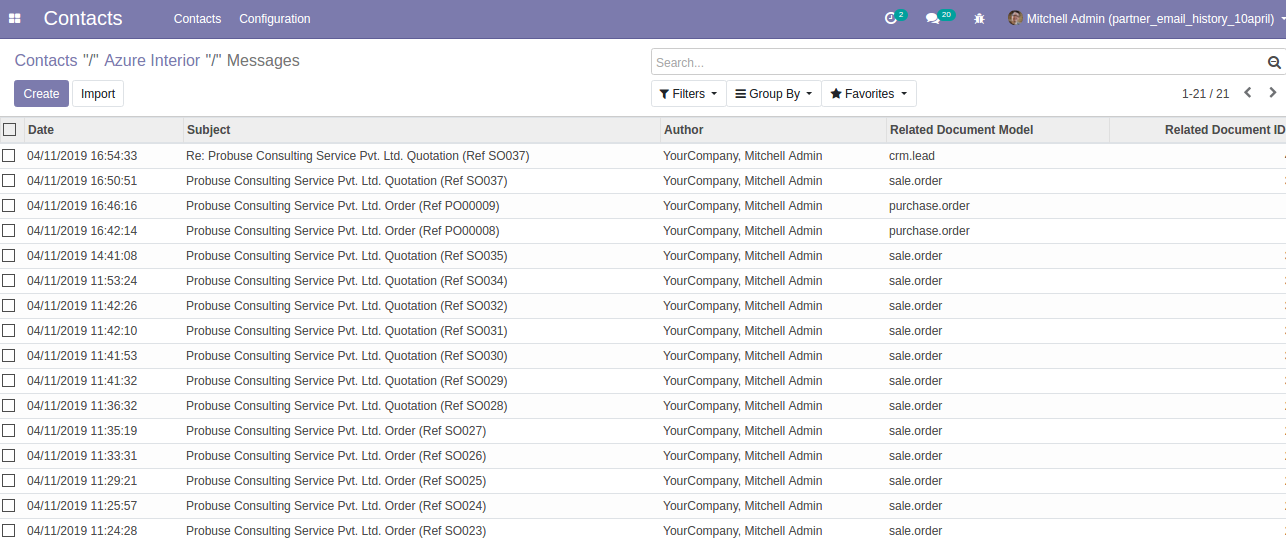 Contacts Contacts Configuration 2 20 Mitchell Admin (partner_email_history_10april)
Contacts "/" Azure Interior "/" Messages Search...
Create Import Filters Group By Favorites 1-21 / 21
Date Subject Author Related Document Model Related Document ID
04/11/2019 16:54:33 Re: Probuse Consulting Service Pvt. Ltd. Quotation (Ref SO037) YourCompany, Mitchell Admin crm.lead
04/11/2019 16:50:51 Probuse Consulting Service Pvt. Ltd. Quotation (Ref SO037) YourCompany, Mitchell Admin sale.order
04/11/2019 16:46:16 Probuse Consulting Service Pvt. Ltd. Order (Ref PO00009) YourCompany, Mitchell Admin purchase.order
04/11/2019 16:42:14 Probuse Consulting Service Pvt. Ltd. Order (Ref PO00008) YourCompany, Mitchell Admin purchase.order
04/11/2019 14:41:08 Probuse Consulting Service Pvt. Ltd. Quotation (Ref SO035) YourCompany, Mitchell Admin sale.order
04/11/2019 11:53:24 Probuse Consulting Service Pvt. Ltd. Quotation (Ref SO034) YourCompany, Mitchell Admin sale.order
04/11/2019 11:42:26 Probuse Consulting Service Pvt. Ltd. Quotation (Ref SO032) YourCompany, Mitchell Admin sale.order
04/11/2019 11:42:10 Probuse Consulting Service Pvt. Ltd. Quotation (Ref SO031) YourCompany, Mitchell Admin sale.order
04/11/2019 11:41:53 Probuse Consulting Service Pvt. Ltd. Quotation (Ref SO030) YourCompany, Mitchell Admin sale.order
04/11/2019 11:41:32 Probuse Consulting Service Pvt. Ltd. Quotation (Ref SO029) YourCompany, Mitchell Admin sale.order
04/11/2019 11:36:32 Probuse Consulting Service Pvt. Ltd. Quotation (Ref SO028) YourCompany, Mitchell Admin sale.order
04/11/2019 11:35:19 Probuse Consulting Service Pvt. Ltd. Order (Ref SO027) YourCompany, Mitchell Admin sale.order
04/11/2019 11:33:31 Probuse Consulting Service Pvt. Ltd. Order (Ref SO026) YourCompany, Mitchell Admin sale.order
04/11/2019 11:29:21 Probuse Consulting Service Pvt. Ltd. Order (Ref SO025) YourCompany, Mitchell Admin sale.order
04/11/2019 11:25:57 Probuse Consulting Service Pvt. Ltd. Order (Ref SO024) YourCompany, Mitchell Admin sale.order
04/11/2019 11:24:28 Probuse Consulting Service Pvt. Ltd. Order (Ref SO023) YourCompany, Mitchell Admin sale.order